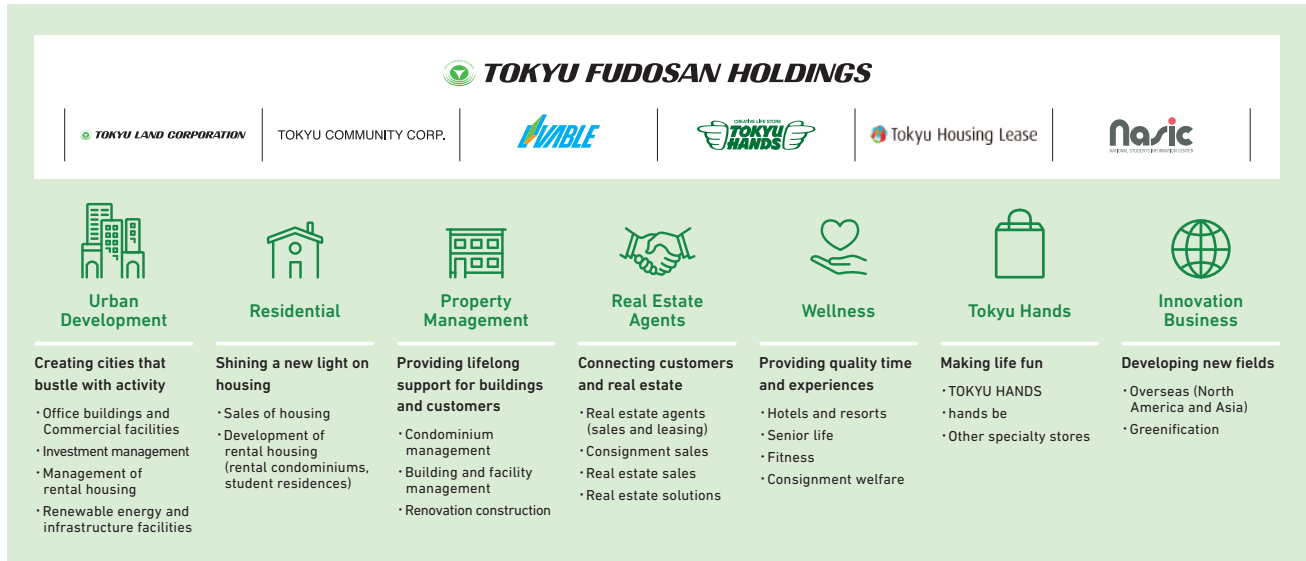 TOKYU FUDOSAN HOLDINGS
TOKYU LAND CORPORATION
TOKYU COMMUNITY CORP.
LIVABLE
CREATIVE LIFE STORE
TOKYU
HANDS
Tokyu Housing Lease
nasic
NATIONAL STUDENTS INFORMATION CENTER
Urban
Development
Creating cities that
bustle with activity
・Office buildings and
Commercial facilities
・Investment management
・Management of
rental housing
・Renewable energy and
infrastructure facilities
Residential
Shining a new light on
housing
・Sales of housing
・Development of
rental housing
(rental condominiums,
student residences)
Property
Management
Providing lifelong
support for buildings
and customers
・Condominium
management
・Building and facility
management
・Renovation construction
Real Estate
Agents
Connecting customers
and real estate
・Real estate agents
(sales and leasing)
・Consignment sales
・Real estate sales
・Real estate solutions
Wellness
Providing quality time
and experiences
・Hotels and resorts
・Senior life
・Fitness
・Consignment welfare
Tokyu Hands
Making life fun
・TOKYU HANDS
・hands be
・Other specialty stores
Innovation
Business
Developing new fields
・Overseas (North
America and Asia)
・Greenification